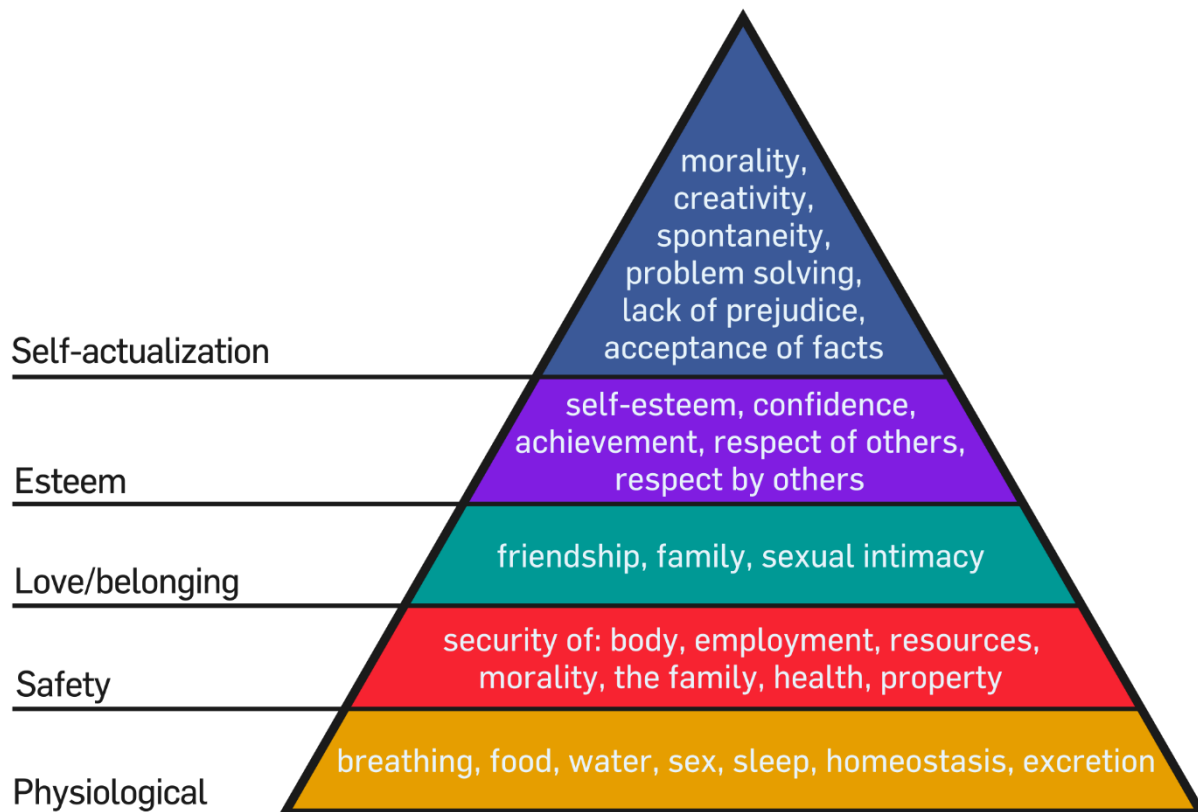 morality,
creativity,
spontaneity,
problem solving,
lack of prejudice,
acceptance of facts
Self-actualization
self-esteem, confidence,
achievement, respect of others,
respect by others
Esteem
friendship, family, sexual intimacy
Love/belonging
security of: body, employment, resources,
morality, the family, health, property
Safety
breathing, food, water, sex, sleep, homeostasis, excretion
Physiological